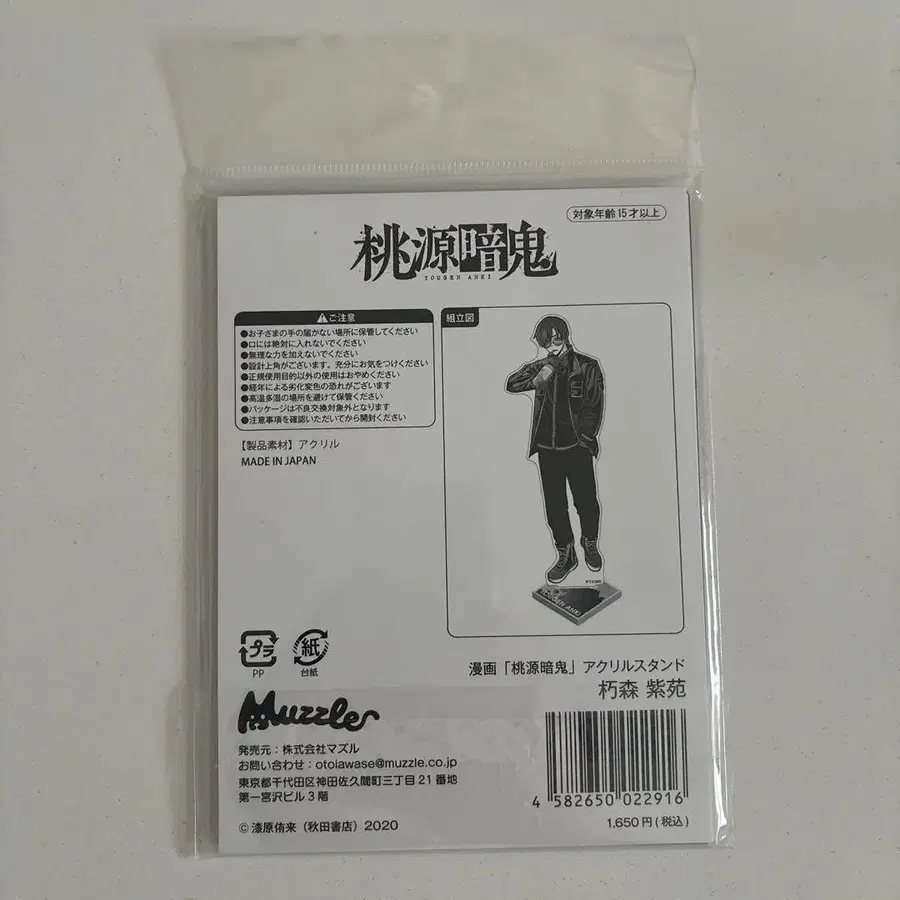 対象年齢15才以上
桃源暗鬼
TOUGEN ANKI
ご注意
●お子さまの手の届かない場所に保管してください
●口には絶対に入れないでください
●無理な力を加えないでください
●設計上角がございます。充分にお気をつけください
●正規使用目的以外の使用はおやめください
●経年による劣化変色の恐れがございます
●高温多湿の場所を避けて保管ください
●パッケージは不良交換対象外となります
●注意事項を確認いただいてから開封ください
【製品素材】アクリル
MADE IN JAPAN
組立図
TOUGEN ANKI
プラ
PP
紙
台紙
漫画「桃源暗鬼」アクリルスタンド
朽森 紫苑
Muzzle
発売元：株式会社マズル
お問い合わせ：otoiawase@muzzle.co.jp
東京都千代田区神田佐久間町三丁目21番地
第一宮沢ビル3階
© 漆原侑来（秋田書店）2020
4 582650 022916
1,650円(税込)